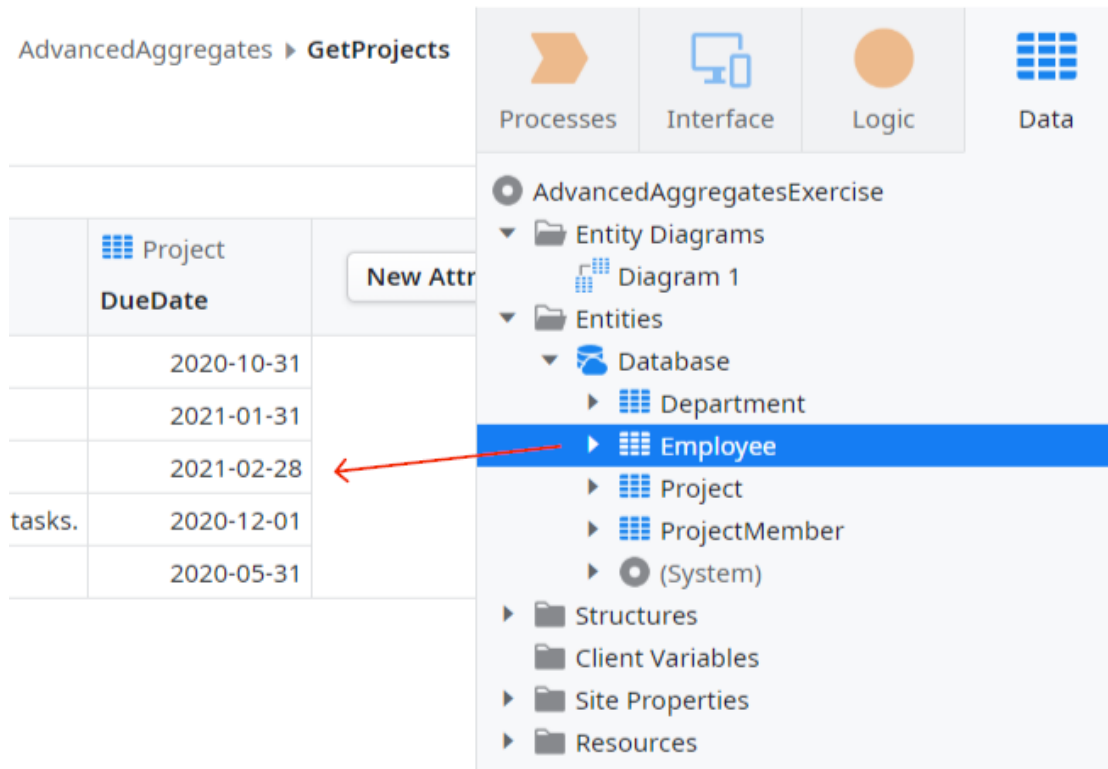 AdvancedAggregates GetProjects
Processes
Interface
Logic
Data
Project
DueDate
New Attr
2020-10-31
2021-01-31
2021-02-28
tasks. 2020-12-01
2020-05-31
AdvancedAggregatesExercise
Entity Diagrams
Diagram 1
Entities
Database
Department
Employee
Project
ProjectMember
(System)
Structures
Client Variables
Site Properties
Resources